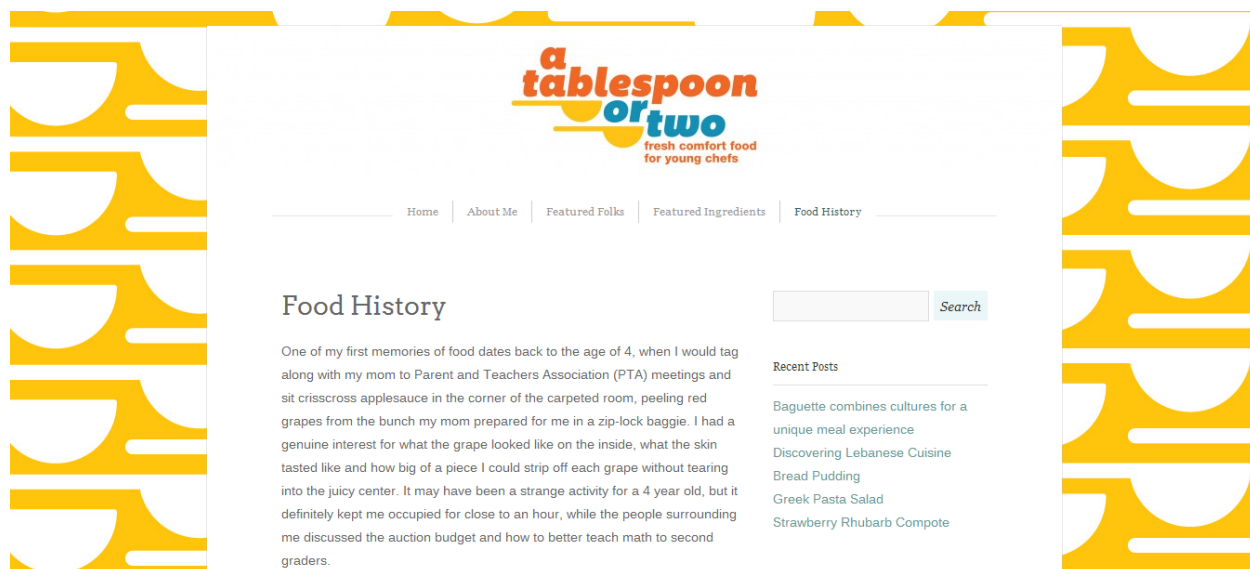 a
tablespoon
or two
fresh comfort food
for young chefs
Home
About Me
Featured Folks
Featured Ingredients
Food History
Food History
One of my first memories of food dates back to the age of 4, when I would tag
along with my mom to Parent and Teachers Association (PTA) meetings and
sit crisscross applesauce in the corner of the carpeted room, peeling red
grapes from the bunch my mom prepared for me in a zip-lock baggie. I had a
genuine interest for what the grape looked like on the inside, what the skin
tasted like and how big of a piece I could strip off each grape without tearing
into the juicy center. It may have been a strange activity for a 4 year old, but it
definitely kept me occupied for close to an hour, while the people surrounding
me discussed the auction budget and how to better teach math to second
graders.
Search
Recent Posts
Baguette combines cultures for a
unique meal experience
Discovering Lebanese Cuisine
Bread Pudding
Greek Pasta Salad
Strawberry Rhubarb Compote